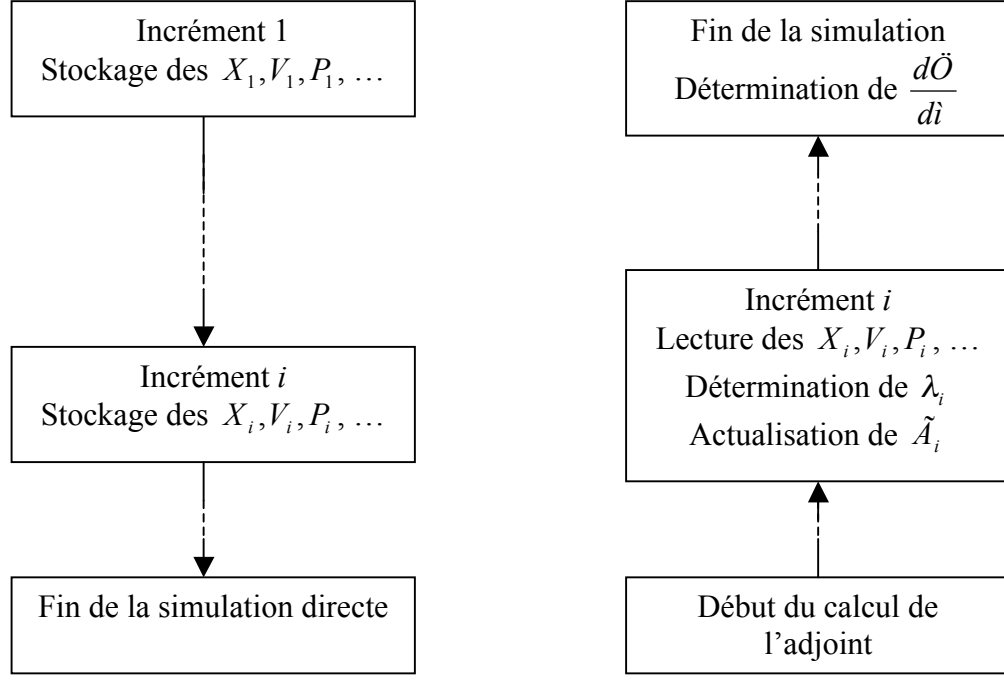 Incrément 1
Stockage des X₁,V₁,P₁, …
Incrément i
Stockage des Xᵢ,Vᵢ,Pᵢ, …
Fin de la simulation directe
Fin de la simulation
Détermination de dÖ/dì
Incrément i
Lecture des Xᵢ,Vᵢ,Pᵢ, …
Détermination de λᵢ
Actualisation de Ãᵢ
Début du calcul de
l’adjoint